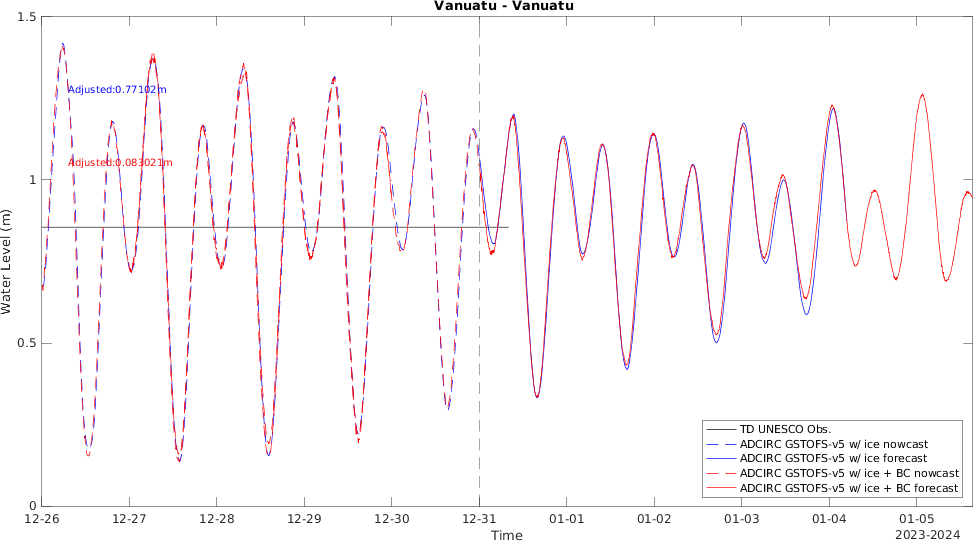 Vanuatu - Vanuatu
1.5
Adjusted:0.77102m
Adjusted:0.083021m
1
Water Level (m)
0.5
TD UNESCO Obs.
ADCIRC GSTOFS-v5 w/ ice nowcast
ADCIRC GSTOFS-v5 w/ ice forecast
ADCIRC GSTOFS-v5 w/ ice + BC nowcast
ADCIRC GSTOFS-v5 w/ ice + BC forecast
0
12-26 12-27 12-28 12-29 12-30 12-31 01-01 01-02 01-03 01-04 01-05
Time
2023-2024